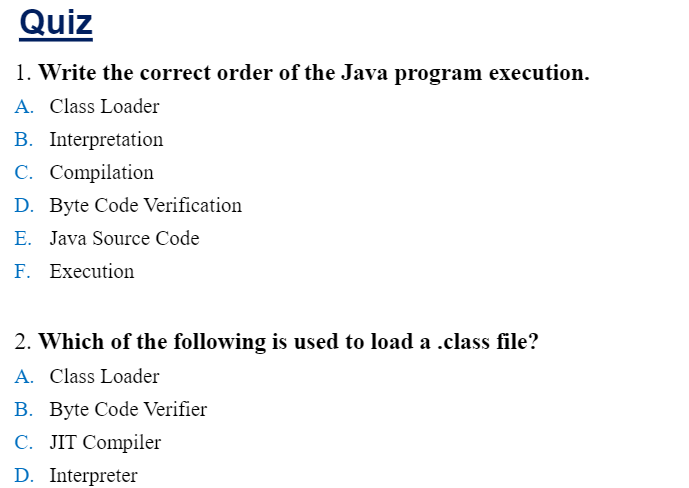 Quiz
1. Write the correct order of the Java program execution.
A. Class Loader
B. Interpretation
C. Compilation
D. Byte Code Verification
E. Java Source Code
F. Execution
2. Which of the following is used to load a .class file?
A. Class Loader
B. Byte Code Verifier
C. JIT Compiler
D. Interpreter